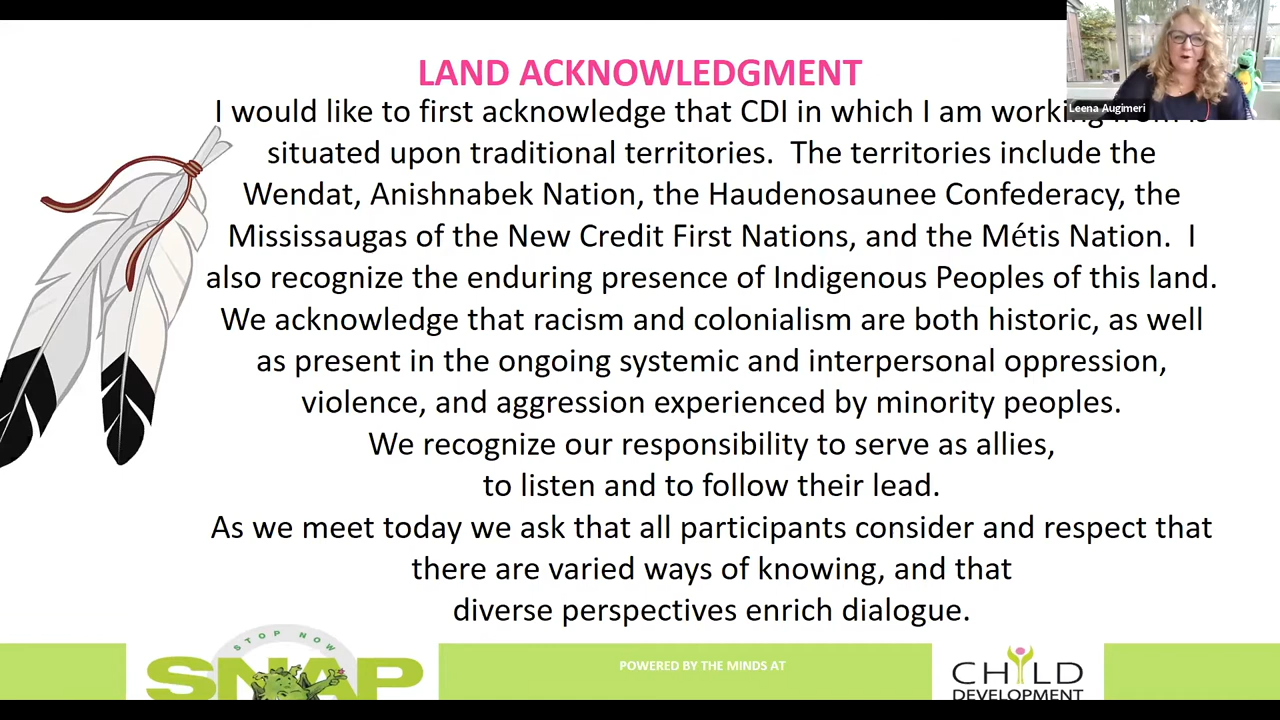 LAND ACKNOWLEDGMENT
Leena Augimeri
I would like to first acknowledge that CDI in which I am working from is
situated upon traditional territories. The territories include the
Wendat, Anishnabek Nation, the Haudenosaunee Confederacy, the
Mississaugas of the New Credit First Nations, and the Métis Nation. I
also recognize the enduring presence of Indigenous Peoples of this land.
We acknowledge that racism and colonialism are both historic, as well
as present in the ongoing systemic and interpersonal oppression,
violence, and aggression experienced by minority peoples.
We recognize our responsibility to serve as allies,
to listen and to follow their lead.
As we meet today we ask that all participants consider and respect that
there are varied ways of knowing, and that
diverse perspectives enrich dialogue.
STOP NOW
SNAP
POWERED BY THE MINDS AT
CHILD
DEVELOPMENT